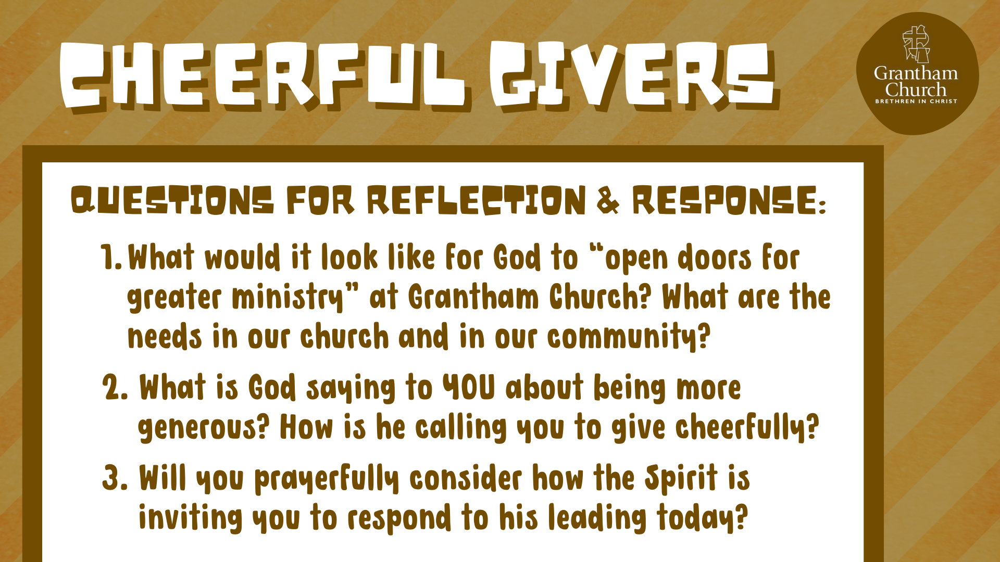 CHEERFUL GIVERS
Grantham
Church
BRETHREN IN CHRIST
QUESTIONS FOR REFLECTION & RESPONSE:
1. What would it look like for God to “open doors for
greater ministry” at Grantham Church? What are the
needs in our church and in our community?
2. What is God saying to YOU about being more
generous? How is he calling you to give cheerfully?
3. Will you prayerfully consider how the Spirit is
inviting you to respond to his leading today?